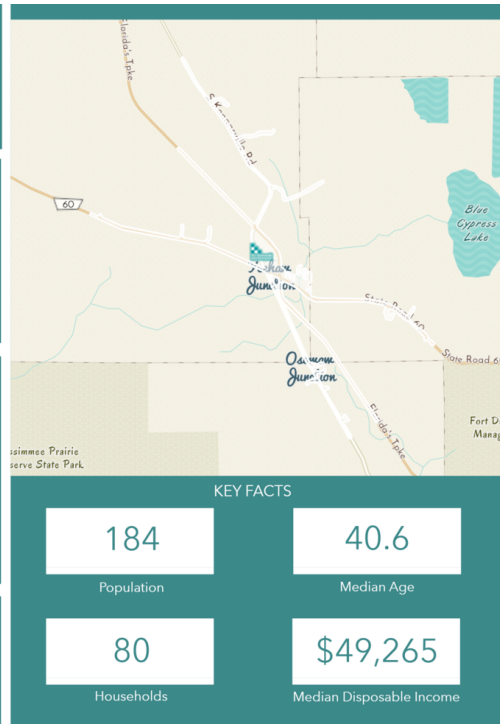 Florida's Tpke
S Kenansville Rd
60
Blue
Cypress
Lake
Junction
State Road 60
State Road 6
Junction
Florida's Tpke
Fort D
Manag
ssimmee Prairie
serve State Park
KEY FACTS
184
40.6
Population
Median Age
80
$49,265
Households
Median Disposable Income